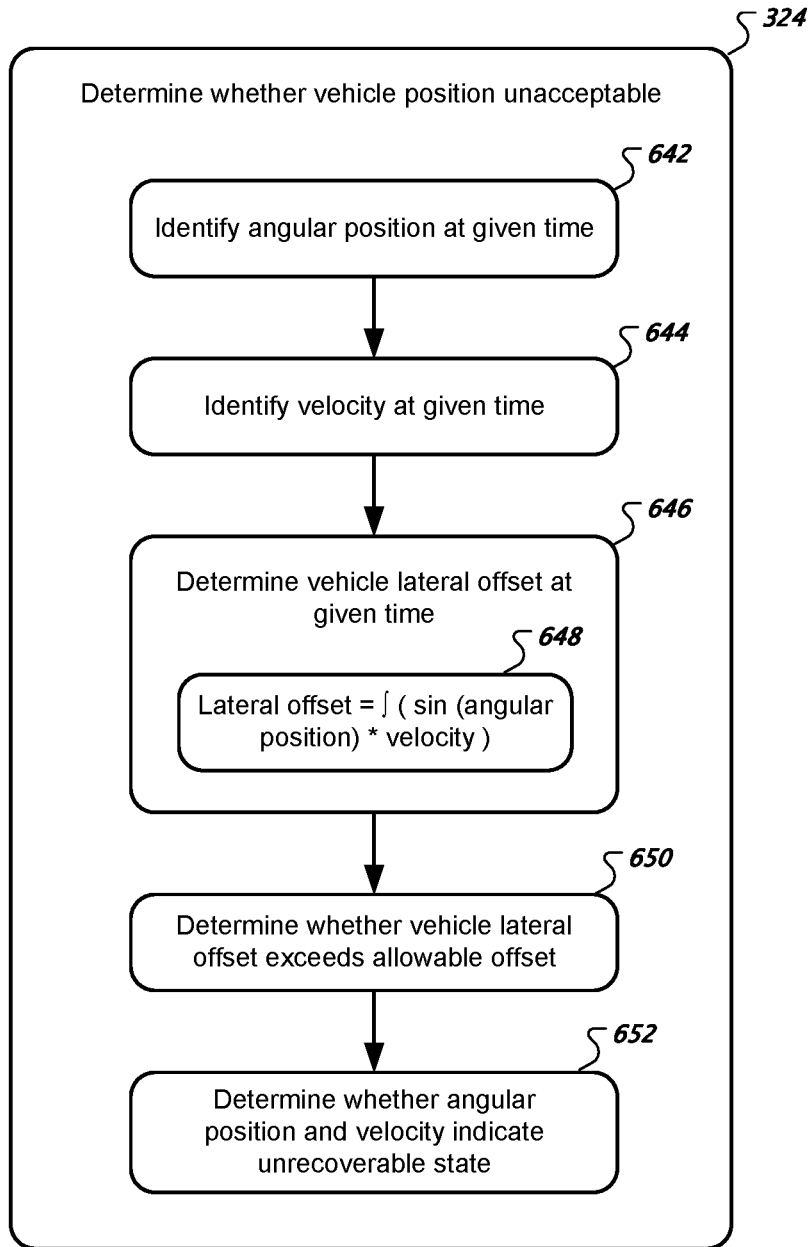 324
Determine whether vehicle position unacceptable
642
Identify angular position at given time
644
Identify velocity at given time
646
Determine vehicle lateral offset at
given time
648
Lateral offset = ∫ ( sin (angular
position) * velocity )
650
Determine whether vehicle lateral
offset exceeds allowable offset
652
Determine whether angular
position and velocity indicate
unrecoverable state